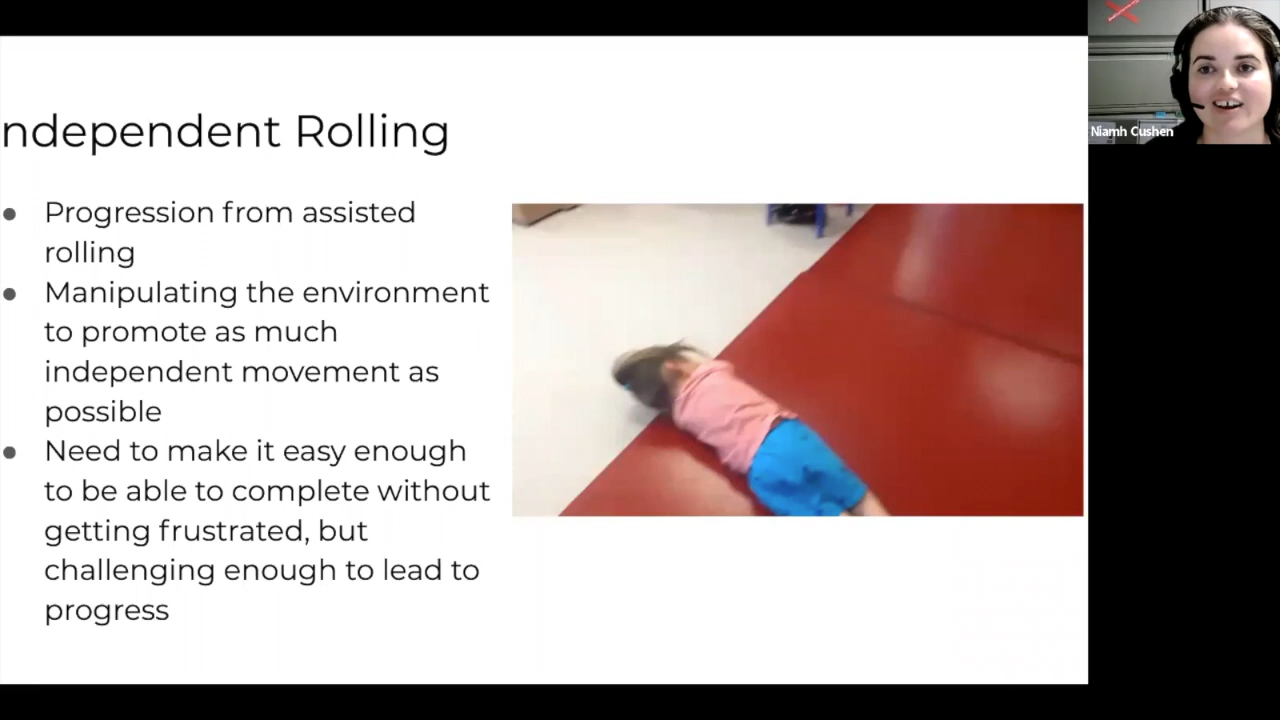 ndependent Rolling
● Progression from assisted
rolling
● Manipulating the environment
to promote as much
independent movement as
possible
● Need to make it easy enough
to be able to complete without
getting frustrated, but
challenging enough to lead to
progress
Niamh Cushen